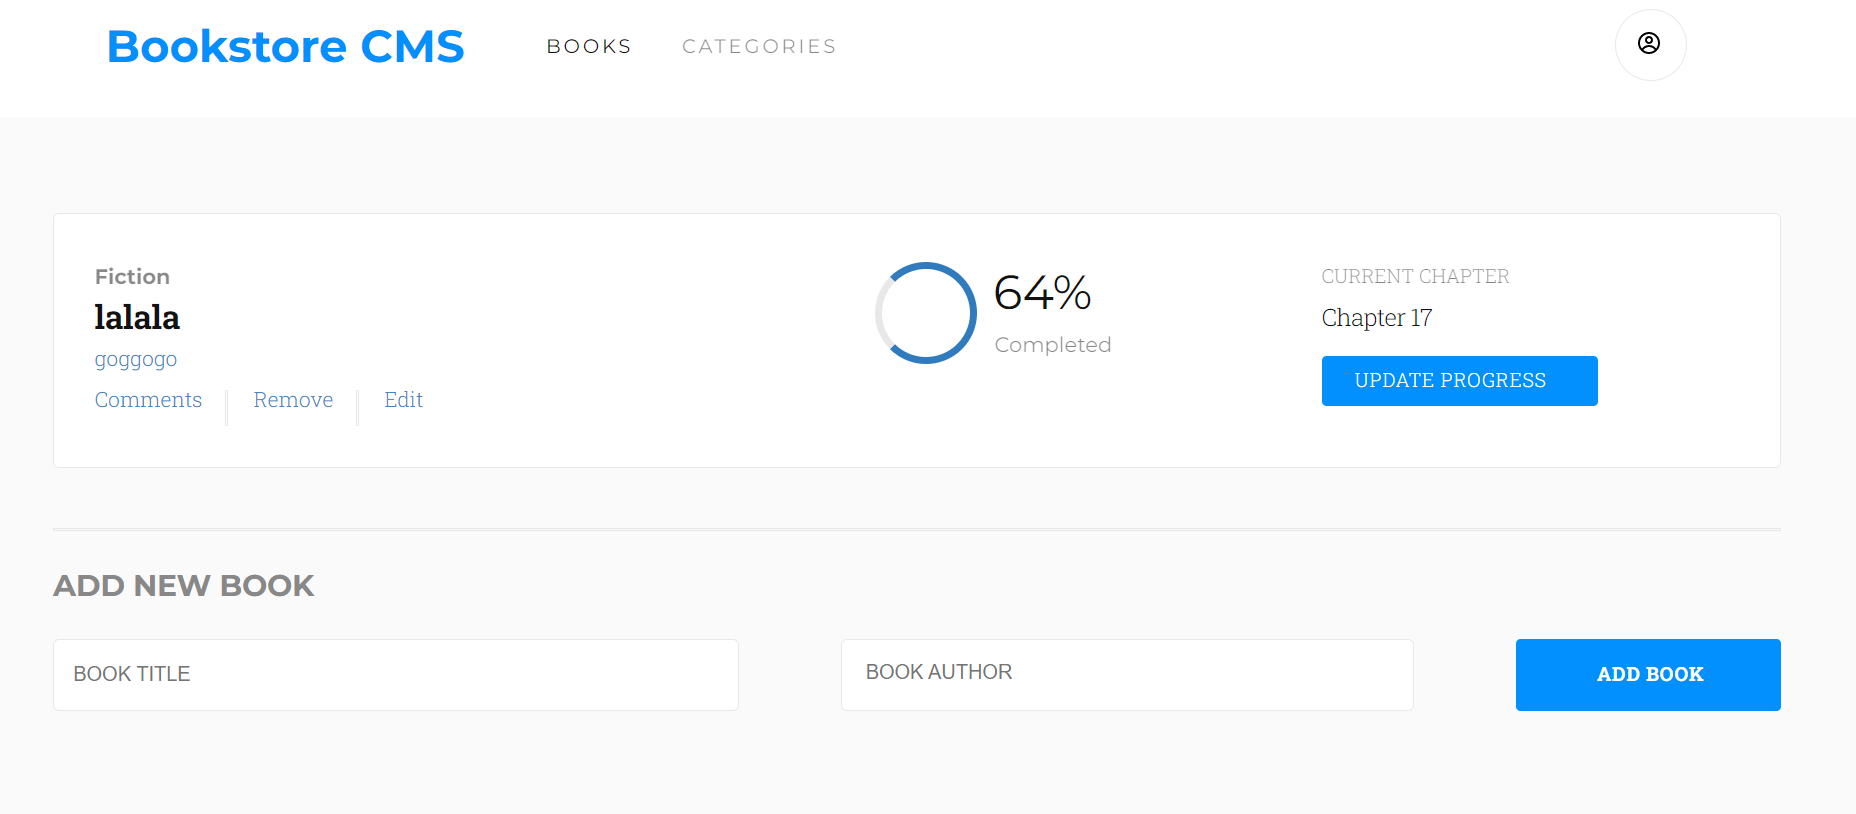 Bookstore CMS
BOOKS
CATEGORIES
Fiction
lalala
goggogo
Comments
Remove
Edit
64%
Completed
CURRENT CHAPTER
Chapter 17
UPDATE PROGRESS
ADD NEW BOOK
BOOK TITLE
BOOK AUTHOR
ADD BOOK